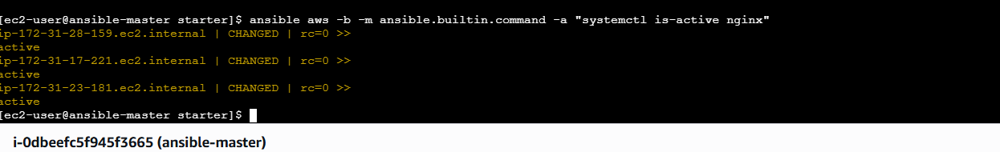 [ec2-user@ansible-master starter]$ ansible aws -b -m ansible.builtin.command -a "systemctl is-active nginx"
ip-172-31-28-159.ec2.internal | CHANGED | rc=0 >>
active
ip-172-31-17-221.ec2.internal | CHANGED | rc=0 >>
active
ip-172-31-23-181.ec2.internal | CHANGED | rc=0 >>
active
[ec2-user@ansible-master starter]$
i-0dbeefc5f945f3665 (ansible-master)